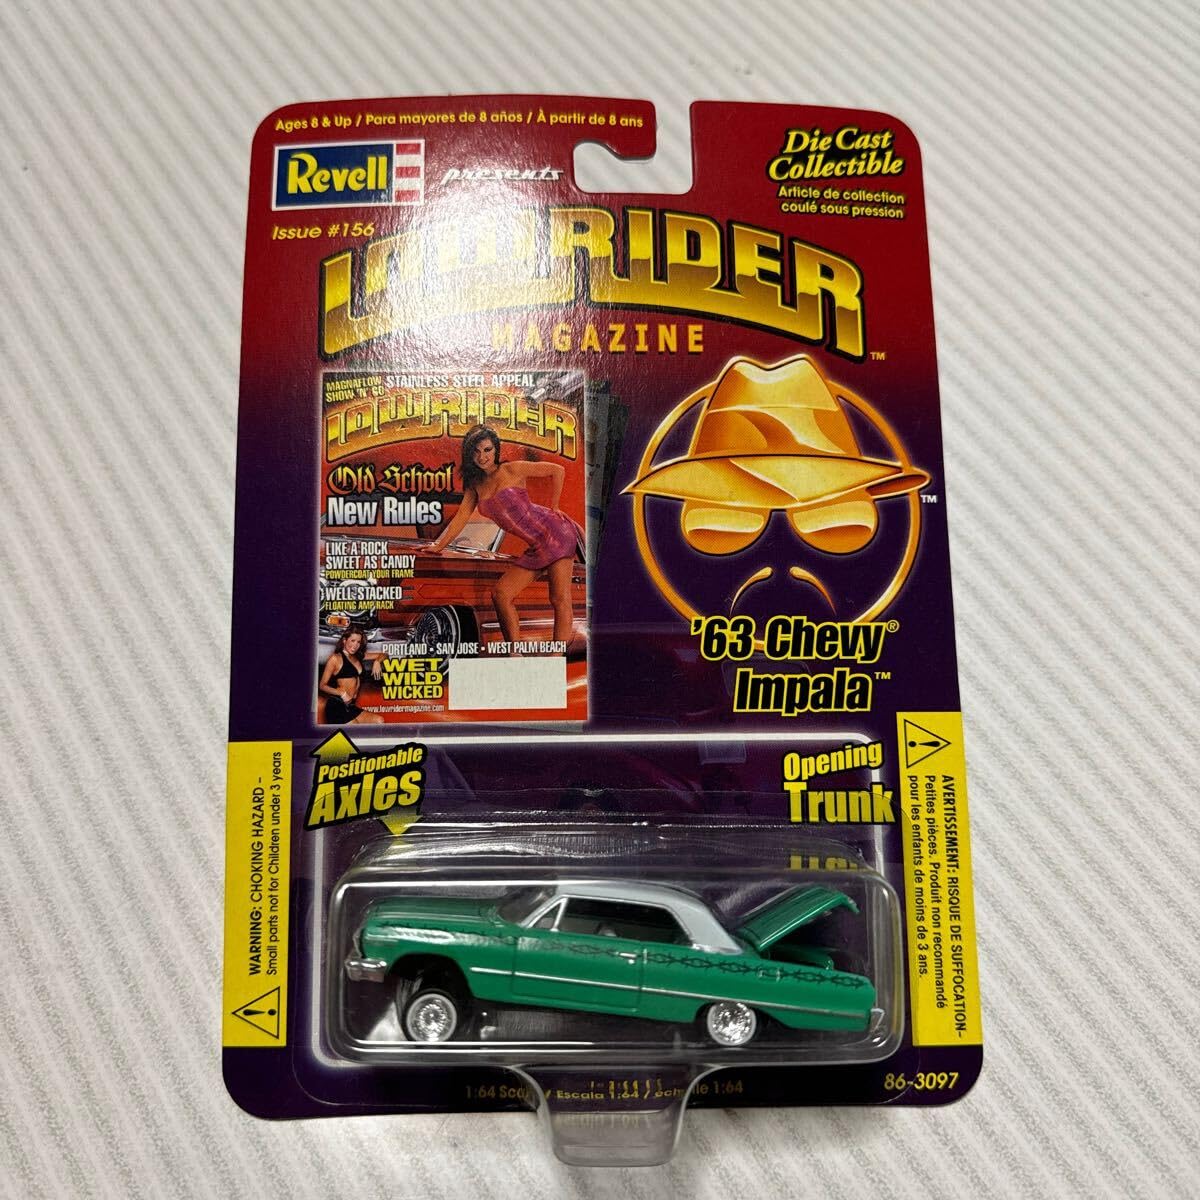 Ages 8 & Up / Para mayores de 8 años / À partir de 8 ans
Revell
presents
Die Cast
Collectible
Article de collection
coulé sous pression
Issue #156
LOWRIDER
MAGAZINE
TM
MAGNAFLOW
SHOW 'N' GO
STAINLESS STEEL APPEAL
LOWRIDER
Old School
New Rules
LIKE A ROCK
SWEET AS CANDY
POWDERCOAT YOUR FRAME
WELL STACKED
FLOATING AMP RACK
PORTLAND • SAN JOSE • WEST PALM BEACH
WET
WILD
WICKED
www.lowridermagazine.com
TM
'63 Chevy®
Impala™
Positionable
Axles
Opening
Trunk
WARNING: CHOKING HAZARD –
Small parts not for Children under 3 years
AVERTISSEMENT: RISQUE DE SUFFOCATION–
Petites pièces. Produit non recommandé
pour les enfants de moins de 3 ans.
1:64 / Escala 1:64 / 1:64
86-3097